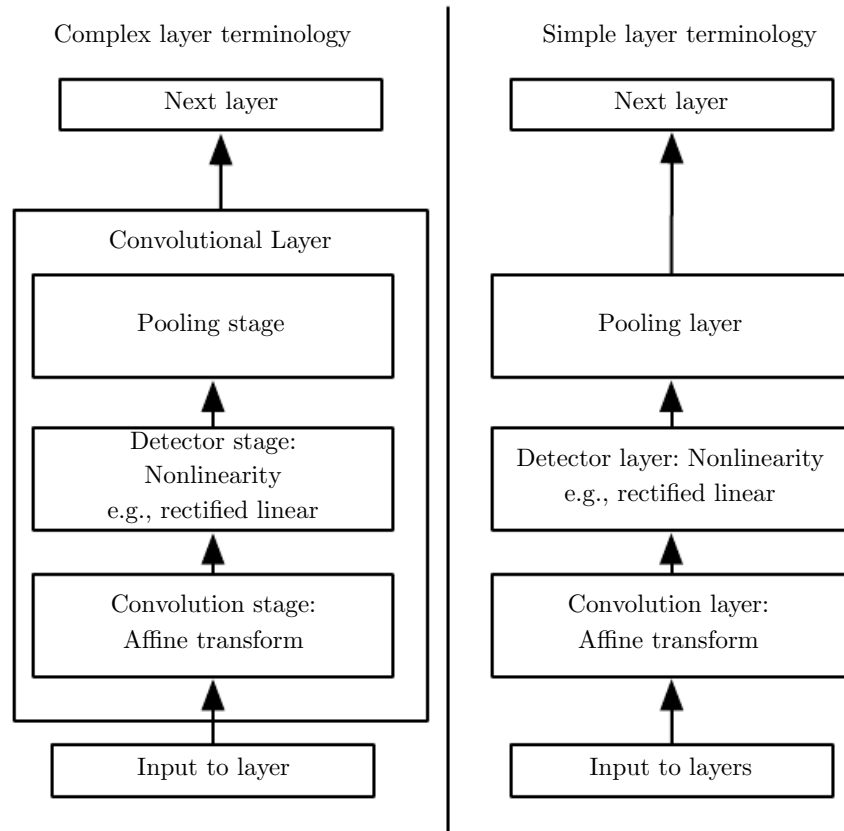 Complex layer terminology
Next layer
Convolutional Layer
Pooling stage
Detector stage:
Nonlinearity
e.g., rectified linear
Convolution stage:
Affine transform
Input to layer
Simple layer terminology
Next layer
Pooling layer
Detector layer: Nonlinearity
e.g., rectified linear
Convolution layer:
Affine transform
Input to layers